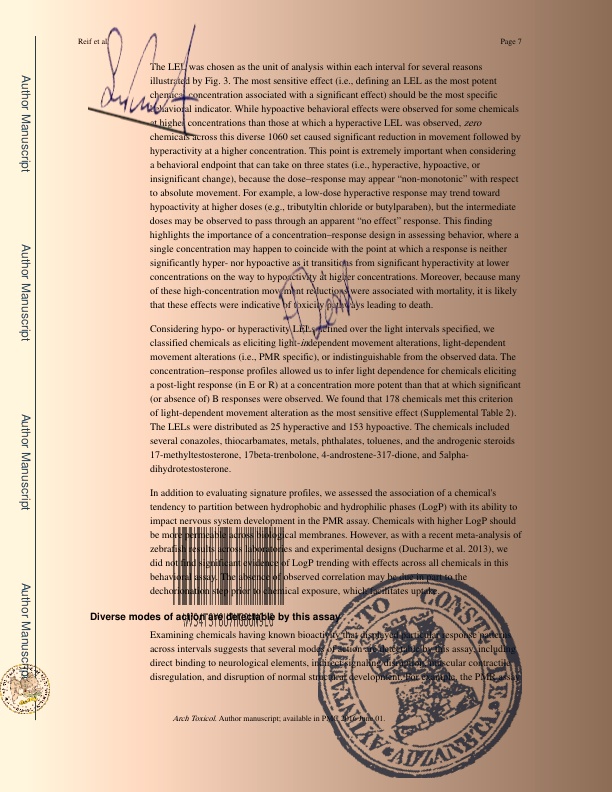 Reif et al.
Page 7
The LEL was chosen as the unit of analysis within each interval for several reasons
illustrated by Fig. 3. The most sensitive effect (i.e., defining an LEL as the most potent
chemical concentration associated with a significant effect) should be the most specific
behavioral indicator. While hypoactive behavioral effects were observed for some chemicals
at higher concentrations than those at which a hyperactive LEL was observed, zero
chemicals across this diverse 1060 set caused significant reduction in movement followed by
hyperactivity at a higher concentration. This point is extremely important when considering
a behavioral endpoint that can take on three states (i.e., hyperactive, hypoactive, or
insignificant change), because the dose–response may appear “non-monotonic” with respect
to absolute movement. For example, a low-dose hyperactive response may trend toward
hypoactivity at higher doses (e.g., tributyltin chloride or butylparaben), but the intermediate
doses may be observed to pass through an apparent “no effect” response. This finding
highlights the importance of a concentration–response design in assessing behavior, where a
single concentration may happen to coincide with the point at which a response is neither
significantly hyper- nor hypoactive as it transitions from significant hyperactivity at lower
concentrations on the way to hypoactivity at higher concentrations. Moreover, because many
of these high-concentration movement reductions were associated with mortality, it is likely
that these effects were indicative of toxicity pathways leading to death.
Considering hypo- or hyperactivity LELs defined over the light intervals specified, we
classified chemicals as eliciting light-independent movement alterations, light-dependent
movement alterations (i.e., PMR specific), or indistinguishable from the observed data. The
concentration–response profiles allowed us to infer light dependence for chemicals eliciting
a post-light response (in E or R) at a concentration more potent than that at which significant
(or absence of) B responses were observed. We found that 178 chemicals met this criterion
of light-dependent movement alteration as the most sensitive effect (Supplemental Table 2).
The LELs were distributed as 25 hyperactive and 153 hypoactive. The chemicals included
several conazoles, thiocarbamates, metals, phthalates, toluenes, and the androgenic steroids
17-methyltestosterone, 17beta-trenbolone, 4-androstene-317-dione, and 5alpha-
dihydrotestosterone.
In addition to evaluating signature profiles, we assessed the association of a chemical's
tendency to partition between hydrophobic and hydrophilic phases (LogP) with its ability to
impact nervous system development in the PMR assay. Chemicals with higher LogP should
be more permeable across biological membranes. However, as with a recent meta-analysis of
zebrafish results across laboratories and experimental designs (Ducharme et al. 2013), we
did not find significant evidence of LogP trending with effects across all chemicals in this
behavioral assay. The absence of observed correlation may be due in part to the
dechorionation step prior to chemical exposure, which facilitates uptake.
Diverse modes of action are detectable by this assay
Examining chemicals having known bioactivity that displayed particular response patterns
across intervals suggests that several modes of action are detectable by this assay, including
direct binding to neurological elements, indirect signaling disruption, muscular contractile
disregulation, and disruption of normal structural development. For example, the PMR assay
Arch Toxicol. Author manuscript; available in PMC 2016 June 01.
Author Manuscript
Author Manuscript
Author Manuscript
Author Manuscript